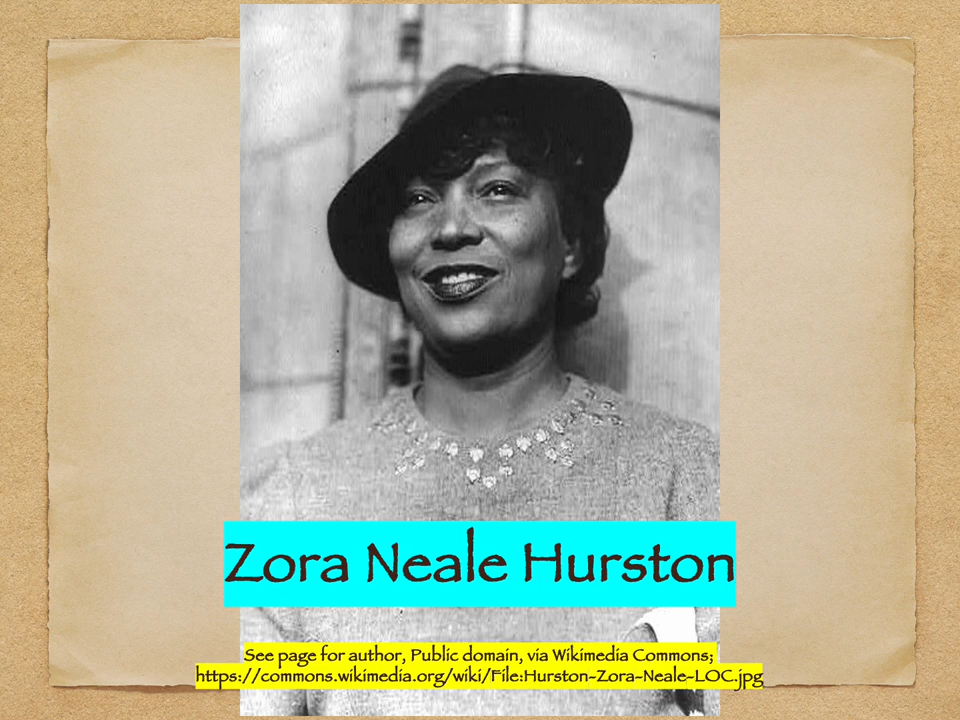 Zora Neale Hurston
See page for author, Public domain, via Wikimedia Commons;
https://commons.wikimedia.org/wiki/File:Hurston-Zora-Neale-LOC.jpg